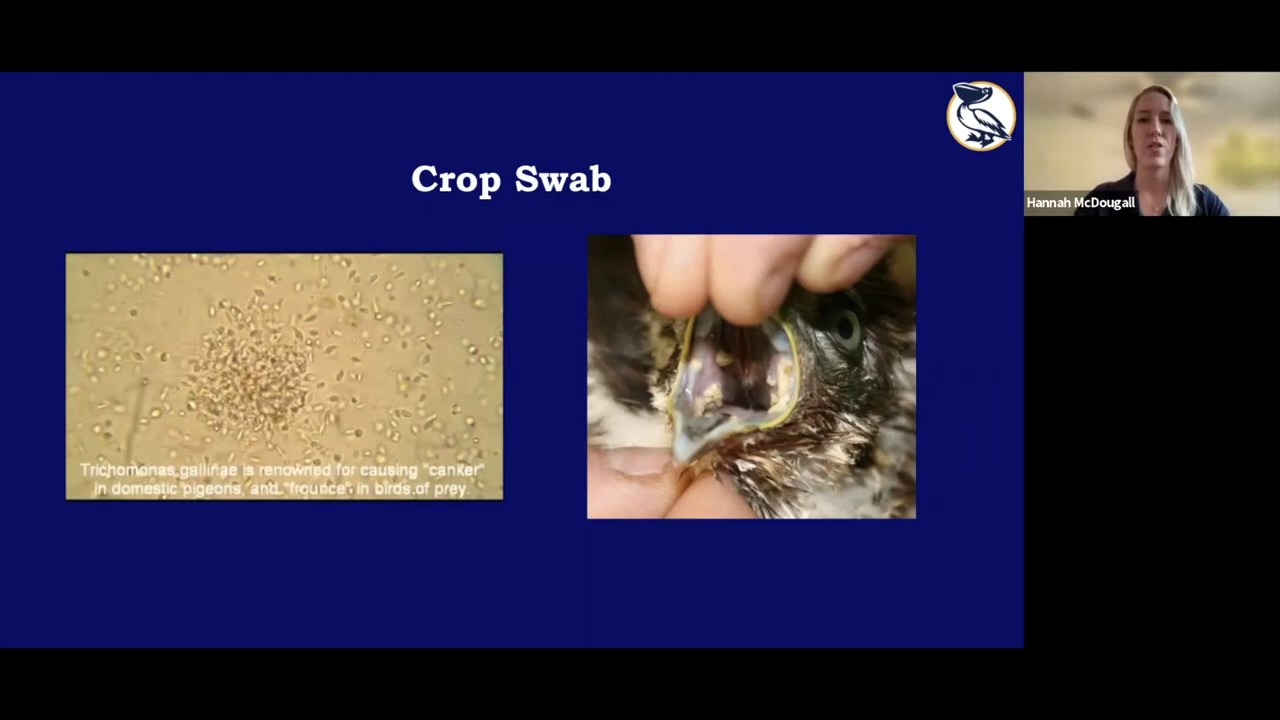 Crop Swab
Hannah McDougall
Trichomonas gallinae is renowned for causing "canker"
in domestic pigeons, and "frounce" in birds of prey.